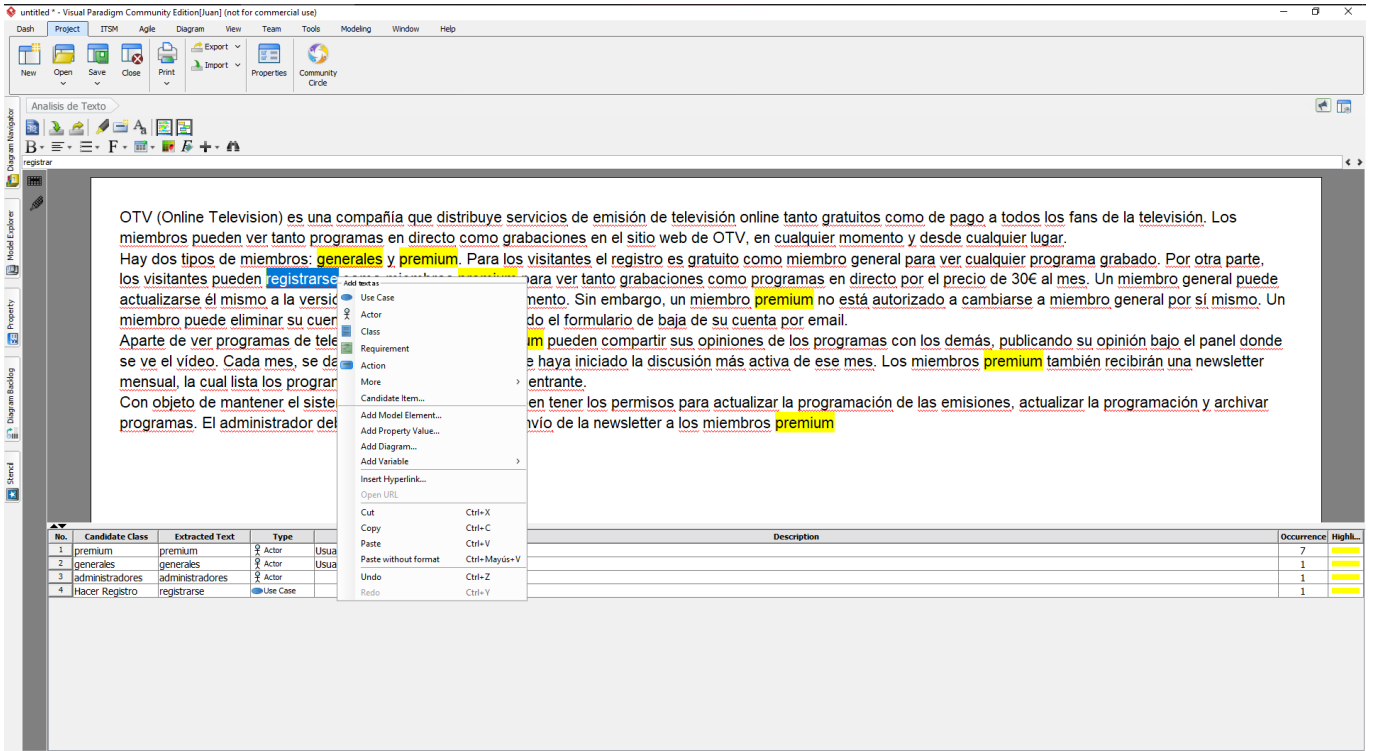 untitled * - Visual Paradigm Community Edition[Juan] (not for commercial use)
Dash Project ITSM Agile Diagram View Team Tools Modeling Window Help
New Open Save Close Print Export Import Properties Community Circle
Analisis de Texto
registrar
Diagram Navigator
Model Explorer
Property
Diagram Backlog
Stencil
OTV (Online Television) es una compañía que distribuye servicios de emisión de televisión online tanto gratuitos como de pago a todos los fans de la televisión. Los
miembros pueden ver tanto programas en directo como grabaciones en el sitio web de OTV, en cualquier momento y desde cualquier lugar.
Hay dos tipos de miembros: generales y premium. Para los visitantes el registro es gratuito como miembro general para ver cualquier programa grabado. Por otra parte,
los visitantes pueden registrarse como miembros premium para ver tanto grabaciones como programas en directo por el precio de 30€ al mes. Un miembro general puede
actualizarse él mismo a la versió mento. Sin embargo, un miembro premium no está autorizado a cambiarse a miembro general por sí mismo. Un
miembro puede eliminar su cuen do el formulario de baja de su cuenta por email.
Aparte de ver programas de tele um pueden compartir sus opiniones de los programas con los demás, publicando su opinión bajo el panel donde
se ve el vídeo. Cada mes, se da e haya iniciado la discusión más activa de ese mes. Los miembros premium también recibirán una newsletter
mensual, la cual lista los program entrante.
Con objeto de mantener el siste en tener los permisos para actualizar la programación de las emisiones, actualizar la programación y archivar
programas. El administrador deb nvío de la newsletter a los miembros premium
Add text as
Use Case
Actor
Class
Requirement
Action
More
Candidate Item...
Add Model Element...
Add Property Value...
Add Diagram...
Add Variable
Insert Hyperlink...
Open URL
Cut Ctrl+X
Copy Ctrl+C
Paste Ctrl+V
Paste without format Ctrl+Mayús+V
Undo Ctrl+Z
Redo Ctrl+Y
No. Candidate Class Extracted Text Type Description Occurrence Highli...
1 premium premium Actor Usua 7
2 generales generales Actor Usua 1
3 administradores administradores Actor 1
4 Hacer Registro registrarse Use Case 1